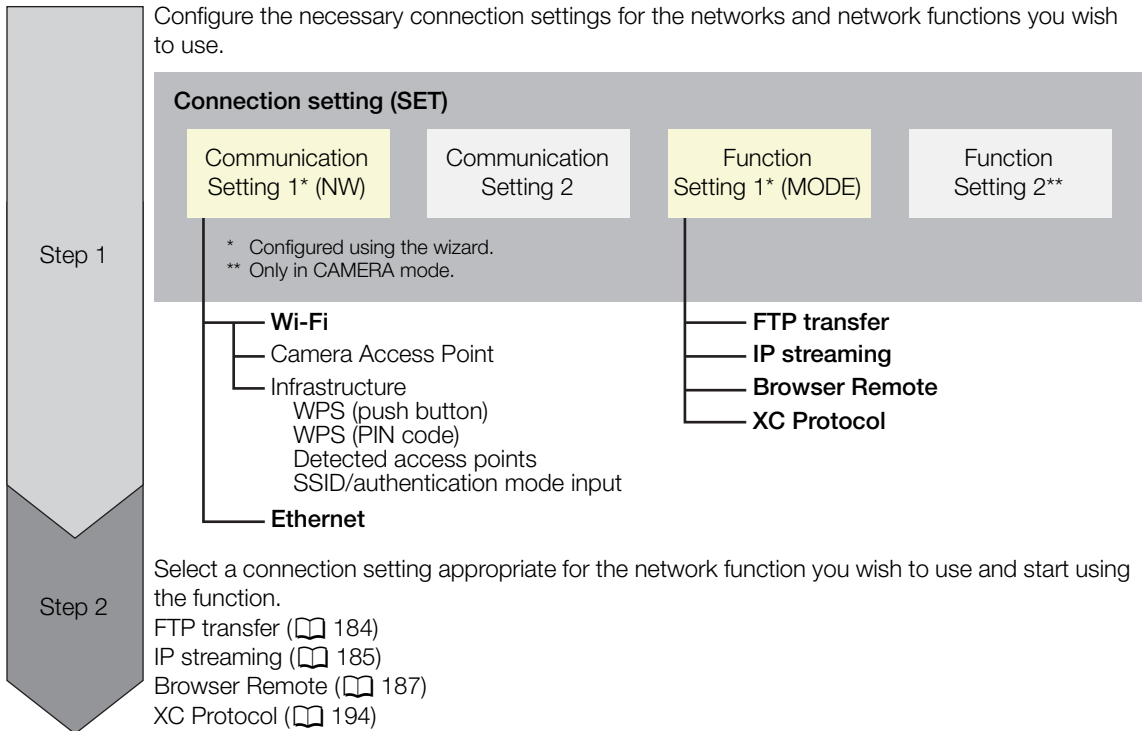 Configure the necessary connection settings for the networks and network functions you wish
to use.
Connection setting (SET)
Communication
Setting 1* (NW)
Communication
Setting 2
Function
Setting 1* (MODE)
Function
Setting 2**
* Configured using the wizard.
** Only in CAMERA mode.
Step 1
Wi-Fi
Camera Access Point
Infrastructure
WPS (push button)
WPS (PIN code)
Detected access points
SSID/authentication mode input
Ethernet
FTP transfer
IP streaming
Browser Remote
XC Protocol
Step 2
Select a connection setting appropriate for the network function you wish to use and start using
the function.
FTP transfer (📖 184)
IP streaming (📖 185)
Browser Remote (📖 187)
XC Protocol (📖 194)